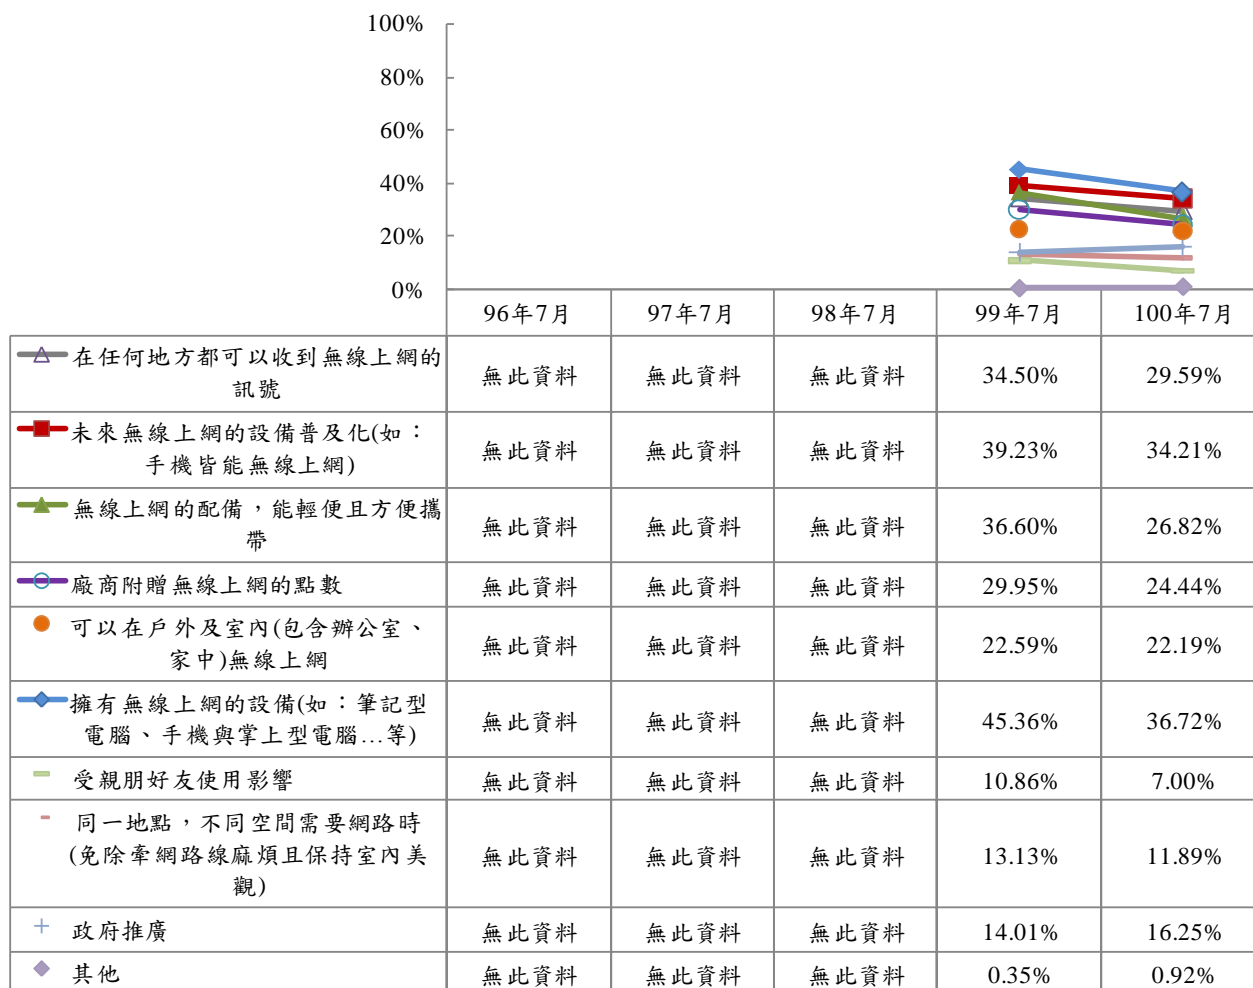 100%
80%
60%
40%
20%
0%
96年7月 97年7月 98年7月 99年7月 100年7月
在任何地方都可以收到無線上網的
訊號
無此資料 無此資料 無此資料 34.50% 29.59%
未來無線上網的設備普及化(如：
手機皆能無線上網)
無此資料 無此資料 無此資料 39.23% 34.21%
無線上網的配備，能輕便且方便攜
帶
無此資料 無此資料 無此資料 36.60% 26.82%
廠商附贈無線上網的點數
無此資料 無此資料 無此資料 29.95% 24.44%
可以在戶外及室內(包含辦公室、
家中)無線上網
無此資料 無此資料 無此資料 22.59% 22.19%
擁有無線上網的設備(如：筆記型
電腦、手機與掌上型電腦…等)
無此資料 無此資料 無此資料 45.36% 36.72%
受親朋好友使用影響
無此資料 無此資料 無此資料 10.86% 7.00%
同一地點，不同空間需要網路時
(免除牽網路線麻煩且保持室內美
觀)
無此資料 無此資料 無此資料 13.13% 11.89%
政府推廣
無此資料 無此資料 無此資料 14.01% 16.25%
其他
無此資料 無此資料 無此資料 0.35% 0.92%